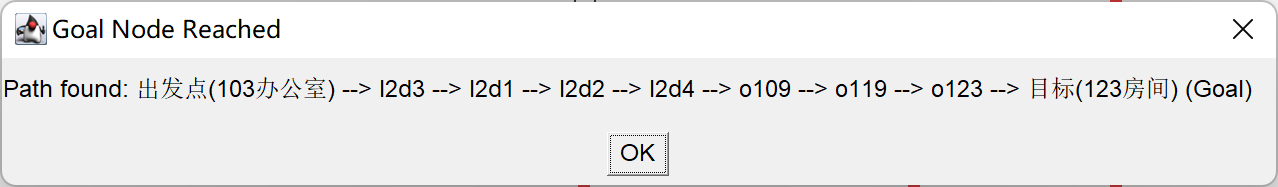 Goal Node Reached
Path found: 出发点(103办公室) --> l2d3 --> l2d1 --> l2d2 --> l2d4 --> o109 --> o119 --> o123 --> 目标(123房间) (Goal)
OK